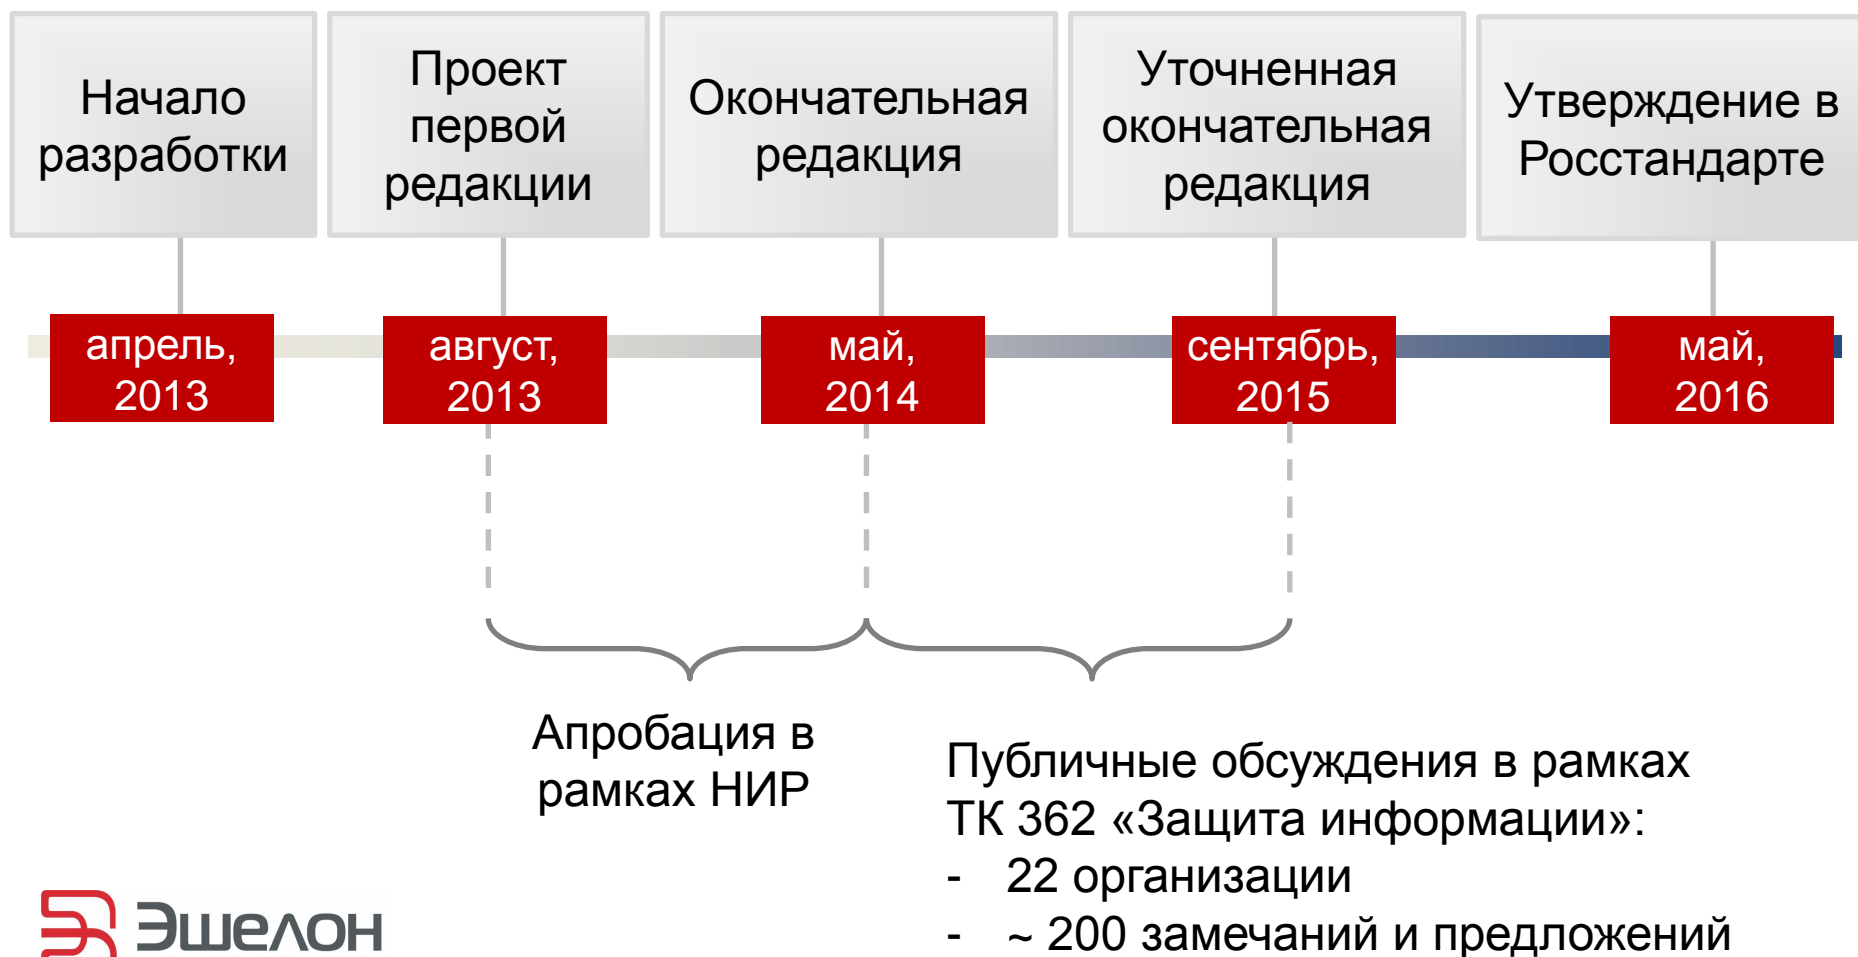 Начало
разработки
Проект
первой
редакции
Окончательная
редакция
Уточненная
окончательная
редакция
Утверждение в
Росстандарте
апрель,
2013
август,
2013
май,
2014
сентябрь,
2015
май,
2016
Апробация в
рамках НИР
Публичные обсуждения в рамках
ТК 362 «Защита информации»:
- 22 организации
- ~ 200 замечаний и предложений
Эшелон